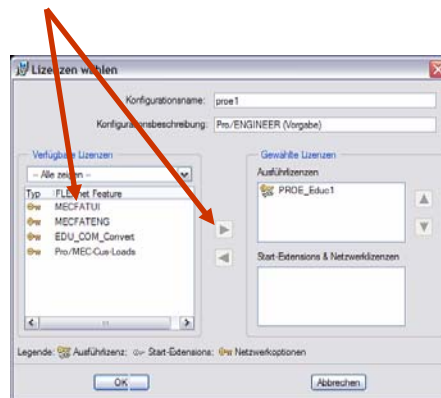 Lizenzen wählen
Konfigurationsname: proe1
Konfigurationsbeschreibung: Pro/ENGINEER (Vorgabe)
Verfügbare Lizenzen
-- Alle zeigen --
Typ FLEXnet Feature
MECFATUI
MECFATENG
EDU_COM_Convert
Pro/MEC-Cus-Loads
Gewählte Lizenzen
Ausführlizenzen
PROE_Educ1
Start-Extensions & Netzwerklizenzen
Legende: Ausführlizenz: Start-Extensions: Netzwerkoptionen
OK Abbrechen